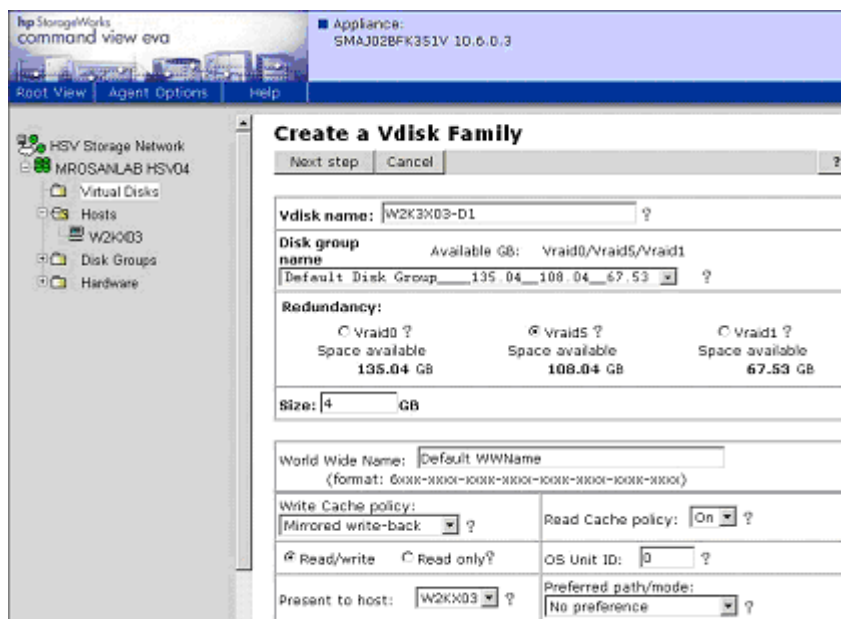 hp StorageWorks
command view eva
Appliance:
SMAJ02BFK3S1V 10.6.0.3
Root View Agent Options Help
HSV Storage Network
MROSANLAB HSV04
Virtual Disks
Hosts
W2KX03
Disk Groups
Hardware
Create a Vdisk Family
Next step Cancel ?
Vdisk name: W2K3X03-D1 ?
Disk group name Available GB: Vraid0/Vraid5/Vraid1
Default Disk Group____135.04__108.04__67.53 ?
Redundancy:
Vraid0 ? Vraid5 ? Vraid1 ?
Space available Space available Space available
135.04 GB 108.04 GB 67.53 GB
Size: 4 GB
World Wide Name: Default WWName
(format: 6xxx-xxxx-xxxx-xxxx-xxxx-xxxx-xxxx-xxxx)
Write Cache policy:
Mirrored write-back ? Read Cache policy: On ?
Read/write Read only? OS Unit ID: 0 ?
Present to host: W2KX03 ? Preferred path/mode:
No preference ?